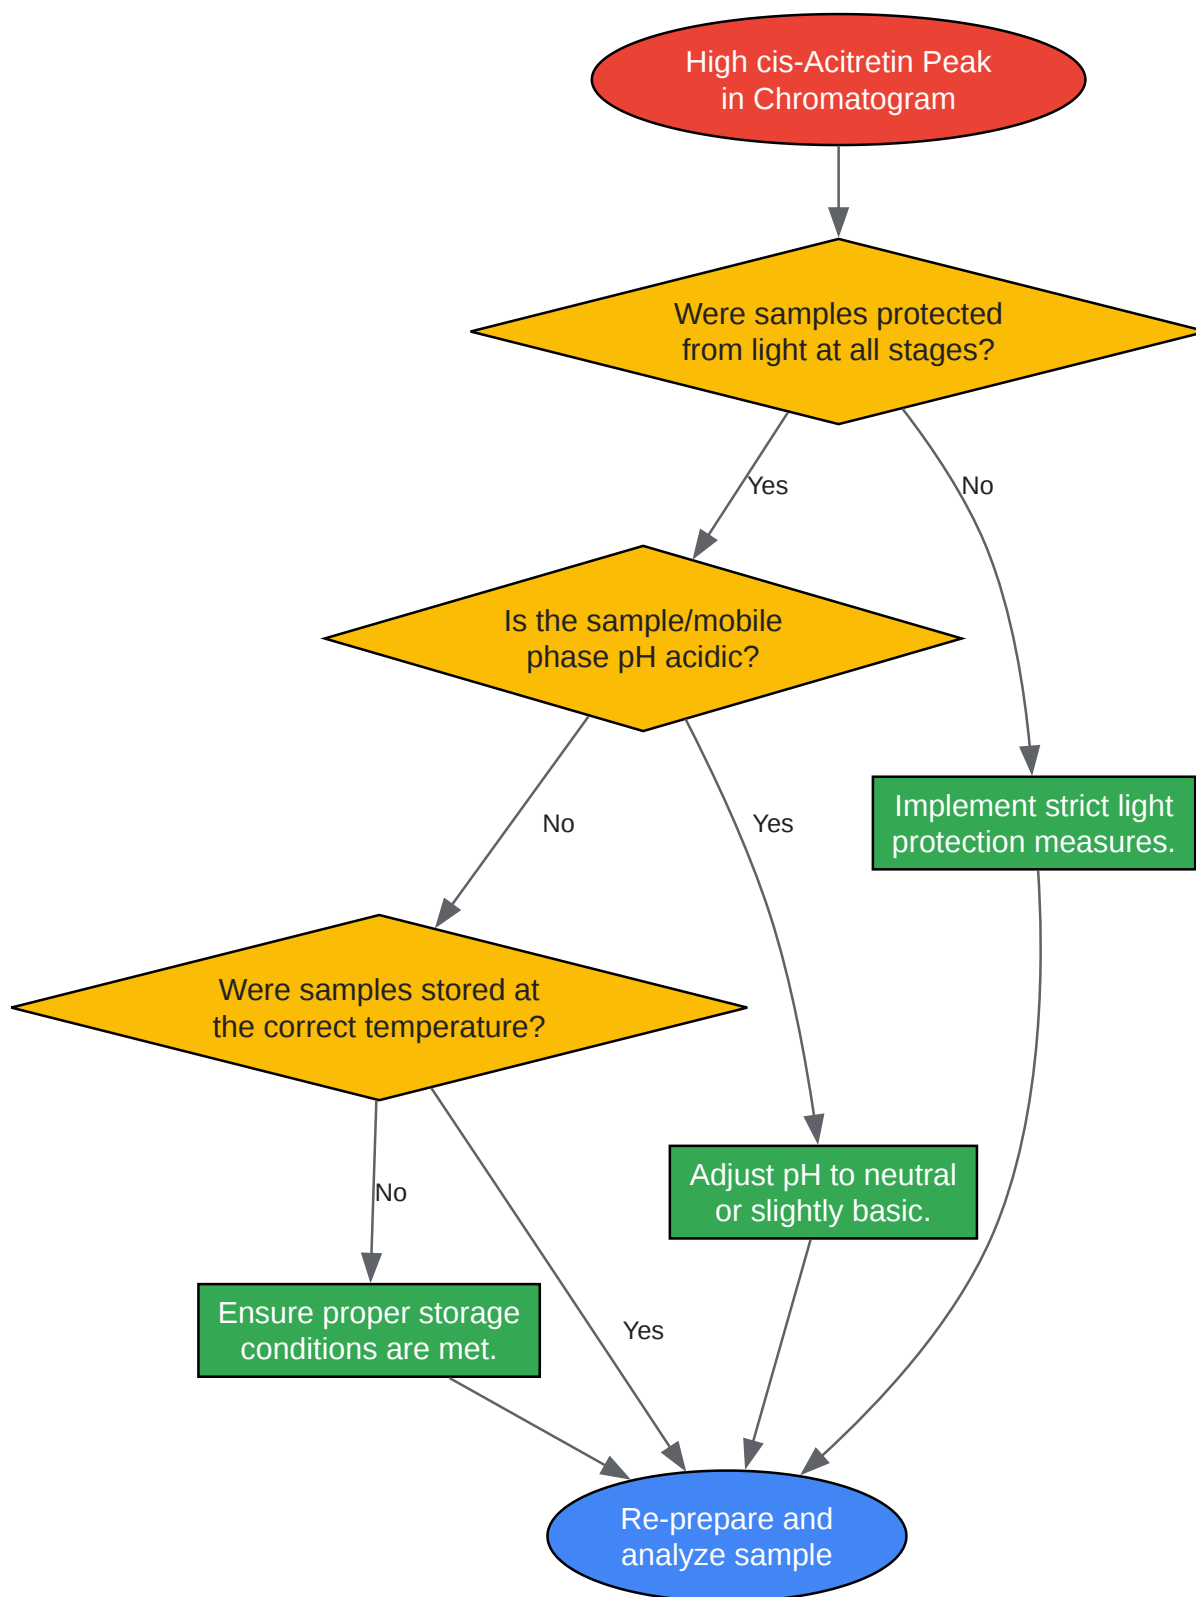 High cis-Acitretin Peak
in Chromatogram
Were samples protected
from light at all stages?
Yes
No
Is the sample/mobile
phase pH acidic?
No
Yes
Implement strict light
protection measures.
Were samples stored at
the correct temperature?
No
Adjust pH to neutral
or slightly basic.
Ensure proper storage
conditions are met.
Yes
Re-prepare and
analyze sample